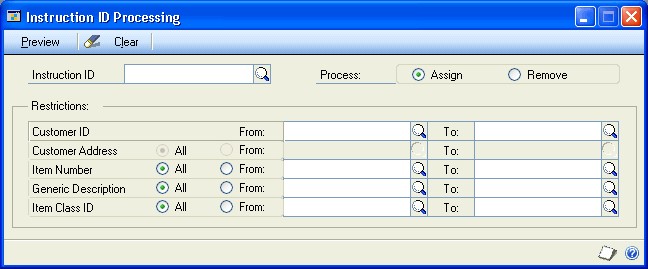 Instruction ID Processing
Preview Clear
Instruction ID Process: Assign Remove
Restrictions:
Customer ID From: To:
Customer Address All From: To:
Item Number All From: To:
Generic Description All From: To:
Item Class ID All From: To: